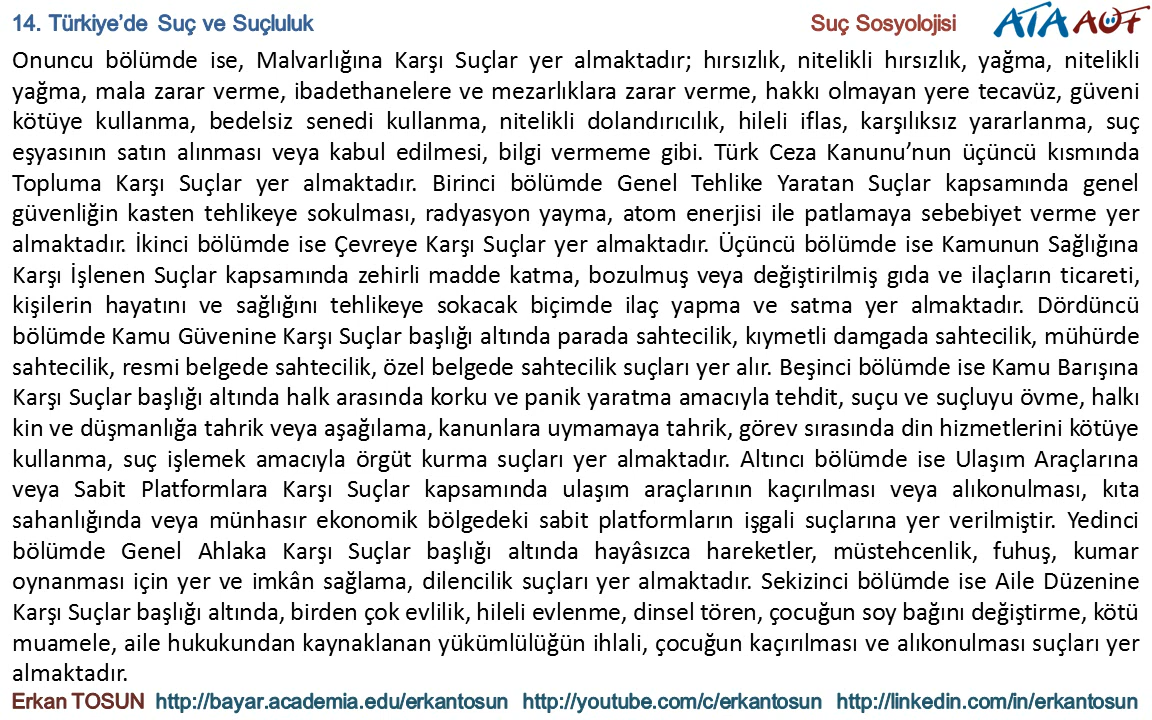 14. Türkiye’de Suç ve Suçluluk Suç Sosyolojisi ATA AÖF
Onuncu bölümde ise, Malvarlığına Karşı Suçlar yer almaktadır; hırsızlık, nitelikli hırsızlık, yağma, nitelikli
yağma, mala zarar verme, ibadethanelere ve mezarlıklara zarar verme, hakkı olmayan yere tecavüz, güveni
kötüye kullanma, bedelsiz senedi kullanma, nitelikli dolandırıcılık, hileli iflas, karşılıksız yararlanma, suç
eşyasının satın alınması veya kabul edilmesi, bilgi vermeme gibi. Türk Ceza Kanunu’nun üçüncü kısmında
Topluma Karşı Suçlar yer almaktadır. Birinci bölümde Genel Tehlike Yaratan Suçlar kapsamında genel
güvenliğin kasten tehlikeye sokulması, radyasyon yayma, atom enerjisi ile patlamaya sebebiyet verme yer
almaktadır. İkinci bölümde ise Çevreye Karşı Suçlar yer almaktadır. Üçüncü bölümde ise Kamunun Sağlığına
Karşı İşlenen Suçlar kapsamında zehirli madde katma, bozulmuş veya değiştirilmiş gıda ve ilaçların ticareti,
kişilerin hayatını ve sağlığını tehlikeye sokacak biçimde ilaç yapma ve satma yer almaktadır. Dördüncü
bölümde Kamu Güvenine Karşı Suçlar başlığı altında parada sahtecilik, kıymetli damgada sahtecilik, mühürde
sahtecilik, resmi belgede sahtecilik, özel belgede sahtecilik suçları yer alır. Beşinci bölümde ise Kamu Barışına
Karşı Suçlar başlığı altında halk arasında korku ve panik yaratma amacıyla tehdit, suçu ve suçluyu övme, halkı
kin ve düşmanlığa tahrik veya aşağılama, kanunlara uymamaya tahrik, görev sırasında din hizmetlerini kötüye
kullanma, suç işlemek amacıyla örgüt kurma suçları yer almaktadır. Altıncı bölümde ise Ulaşım Araçlarına
veya Sabit Platformlara Karşı Suçlar kapsamında ulaşım araçlarının kaçırılması veya alıkonulması, kıta
sahanlığında veya münhasır ekonomik bölgedeki sabit platformların işgali suçlarına yer verilmiştir. Yedinci
bölümde Genel Ahlaka Karşı Suçlar başlığı altında hayâsızca hareketler, müstehcenlik, fuhuş, kumar
oynanması için yer ve imkân sağlama, dilencilik suçları yer almaktadır. Sekizinci bölümde ise Aile Düzenine
Karşı Suçlar başlığı altında, birden çok evlilik, hileli evlenme, dinsel tören, çocuğun soy bağını değiştirme, kötü
muamele, aile hukukundan kaynaklanan yükümlülüğün ihlali, çocuğun kaçırılması ve alıkonulması suçları yer
almaktadır.
Erkan TOSUN http://bayar.academia.edu/erkantosun http://youtube.com/c/erkantosun http://linkedin.com/in/erkantosun